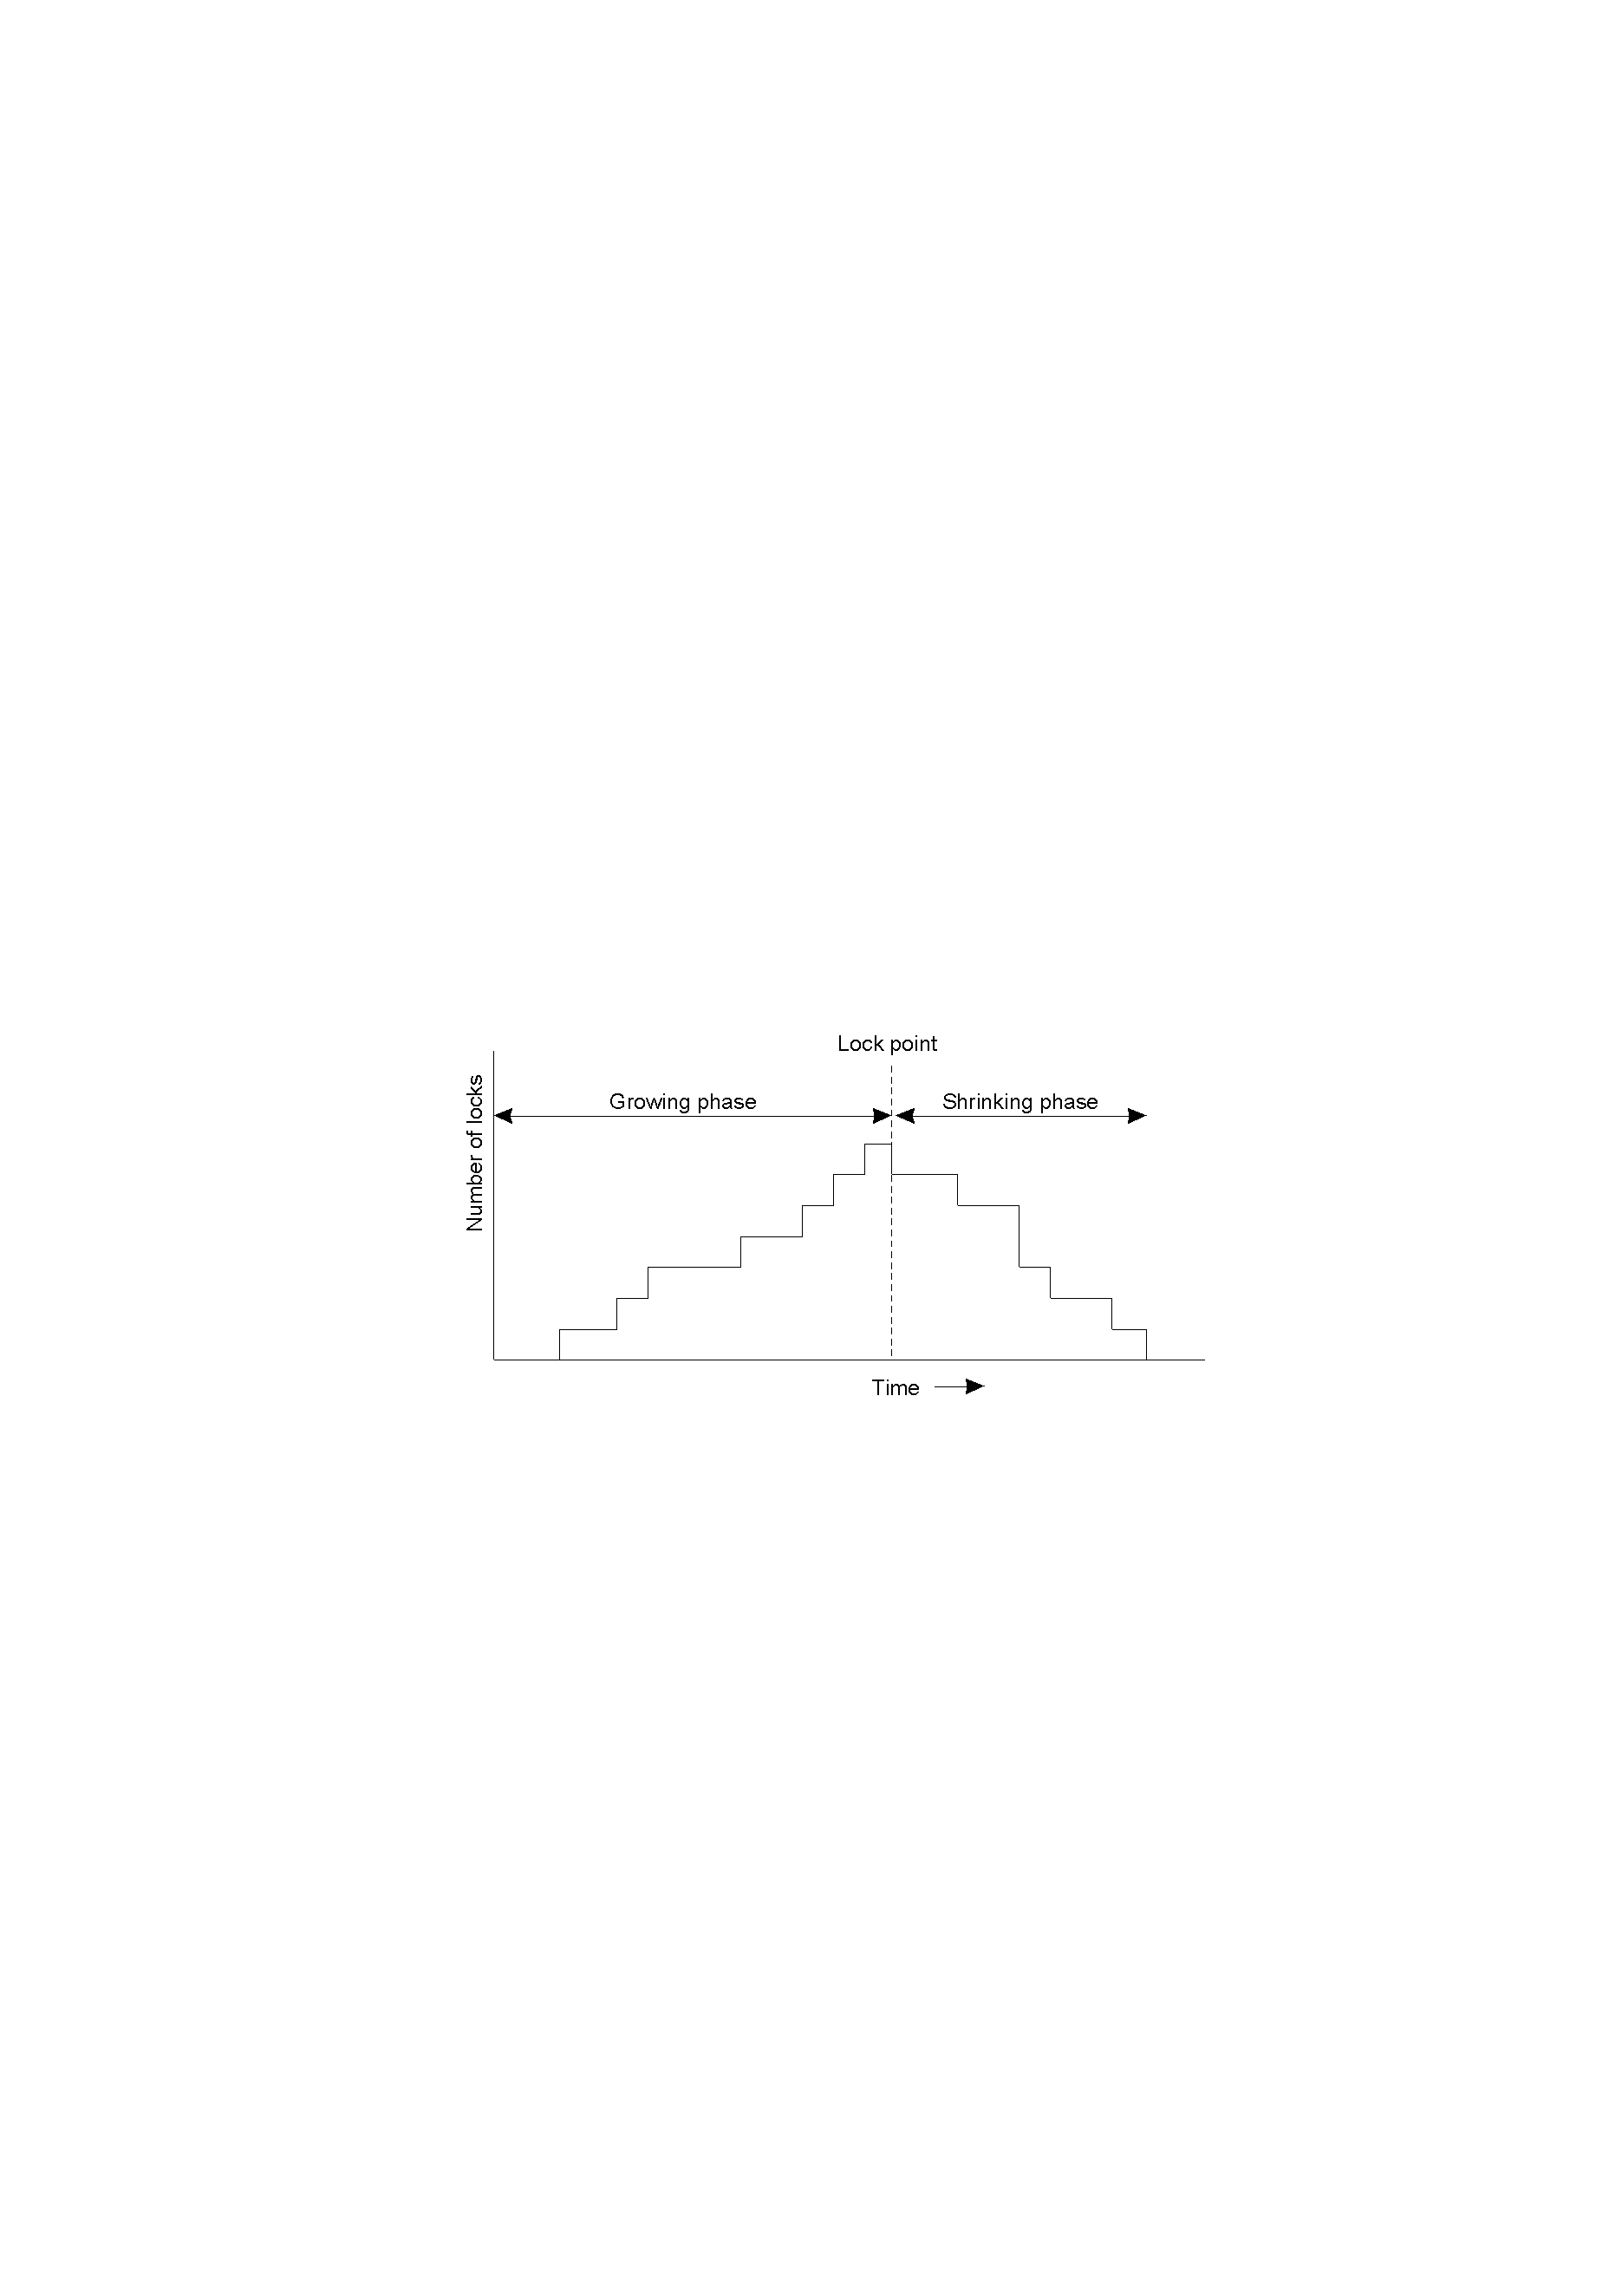 Lock point
Growing phase
Shrinking phase
Number of locks
Time